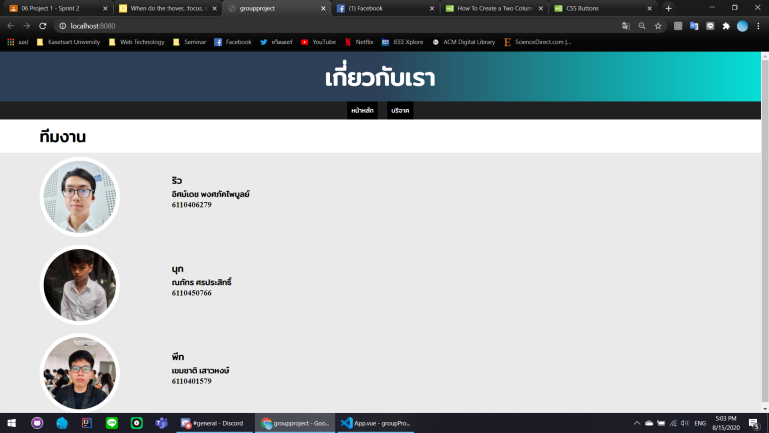 06 Project 1 - Sprint 2
When do the :hover, :focus, a
groupproject
(1) Facebook
How To Create a Two Colum
CSS Buttons
localhost:8080
แอป
Kasetsart University
Web Technology
Seminar
Facebook
ทวิตเตอร์
YouTube
Netflix
IEEE Xplore
ACM Digital Library
ScienceDirect.com |...
เกี่ยวกับเรา
หน้าหลัก
บริจาค
ทีมงาน
ริว
อิศม์เดช พงศภัคไพบูลย์
6110406279
นุก
ณภัทร ศรประสิทธิ์
6110450766
พีท
เขมชาติ เสาวหงษ์
6110401579
#general - Discord
groupproject - Goo...
App.vue - groupPro...
ENG
5:03 PM
8/15/2020